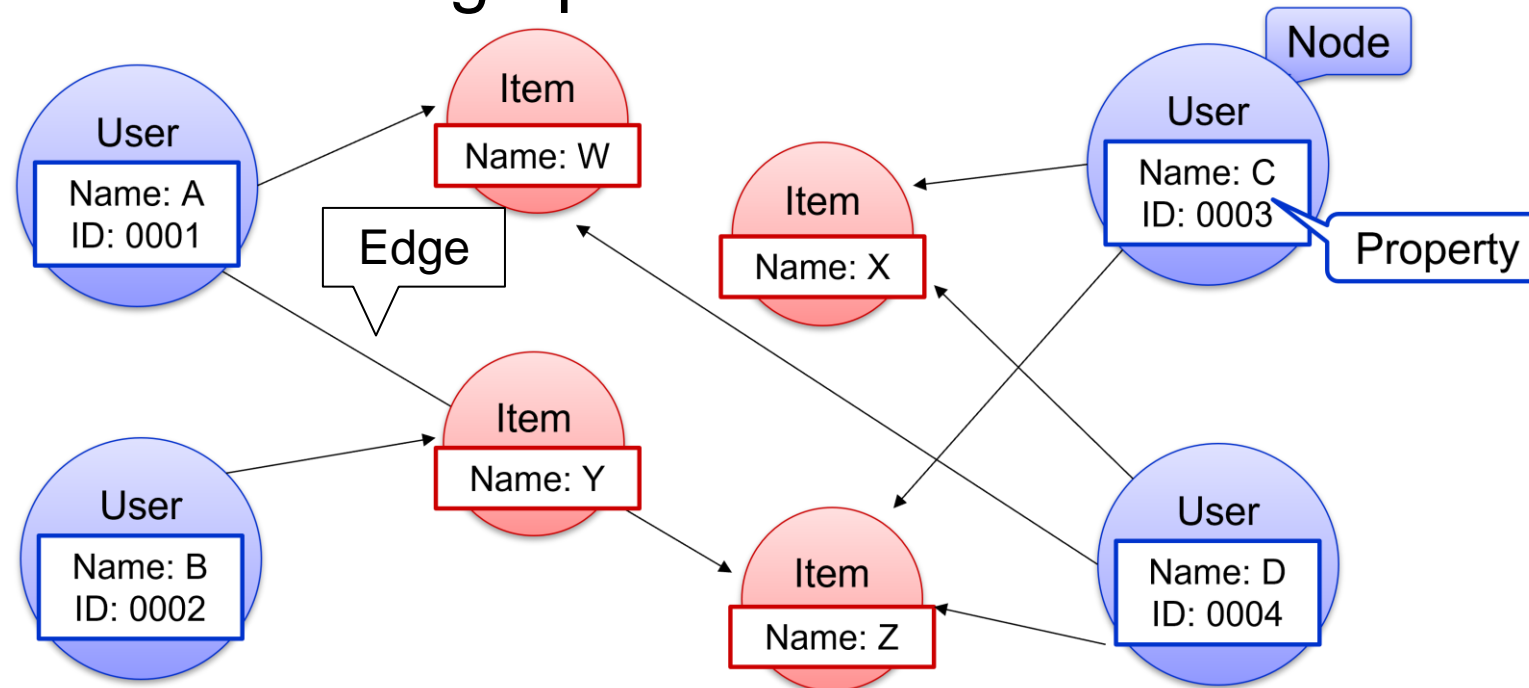 Node
User
Name: A
ID: 0001
Item
Name: W
Edge
Item
Name: X
User
Name: C
ID: 0003
Property
User
Name: B
ID: 0002
Item
Name: Y
Item
Name: Z
User
Name: D
ID: 0004